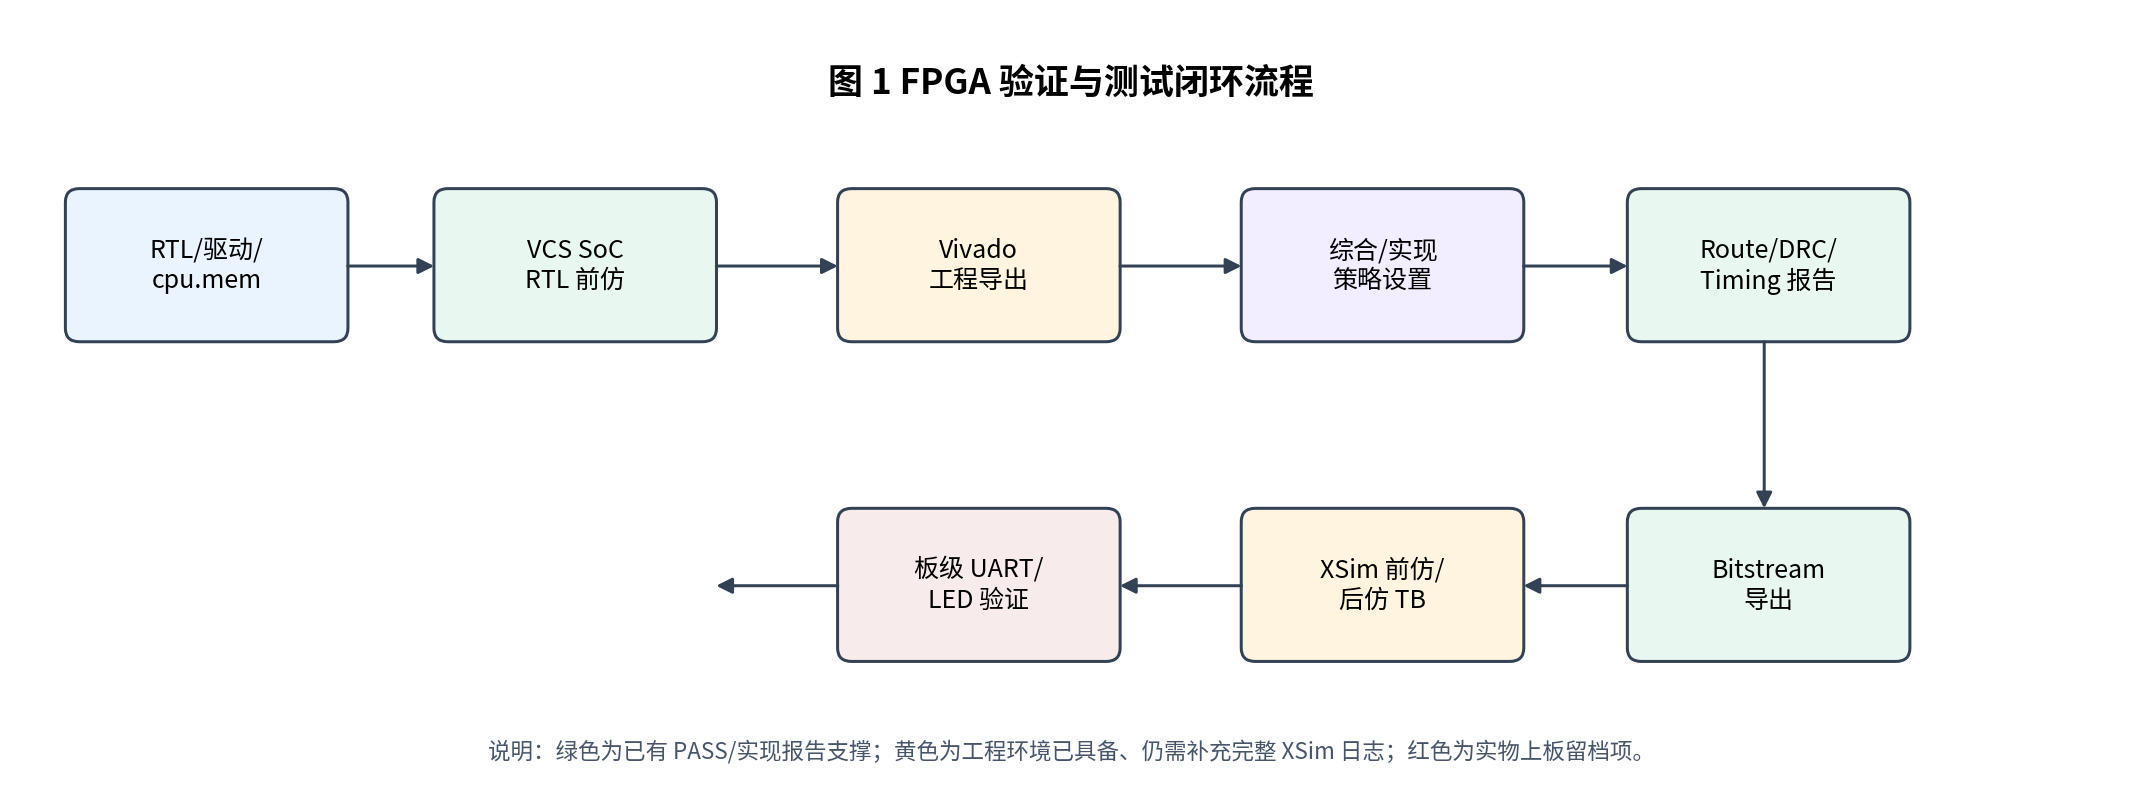 图 1 FPGA 验证与测试闭环流程
RTL/驱动/
cpu.mem
VCS SoC
RTL 前仿
Vivado
工程导出
综合/实现
策略设置
Route/DRC/
Timing 报告
板级 UART/
LED 验证
XSim 前仿/
后仿 TB
Bitstream
导出
说明：绿色为已有 PASS/实现报告支撑；黄色为工程环境已具备、仍需补充完整 XSim 日志；红色为实物上板留档项。